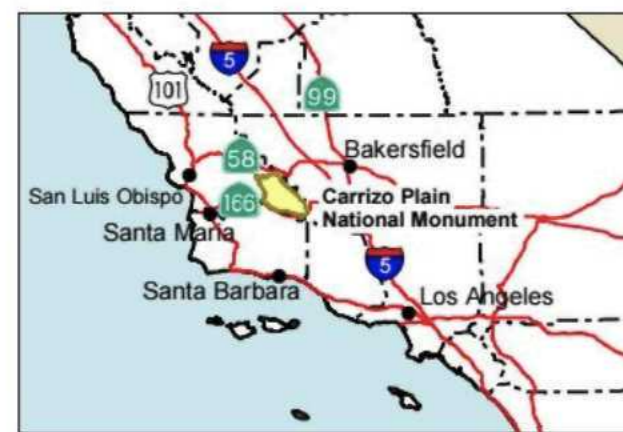 5
99
101
58
Bakersfield
San Luis Obispo
166
Carrizo Plain
National Monument
Santa Maria
5
Santa Barbara
Los Angeles